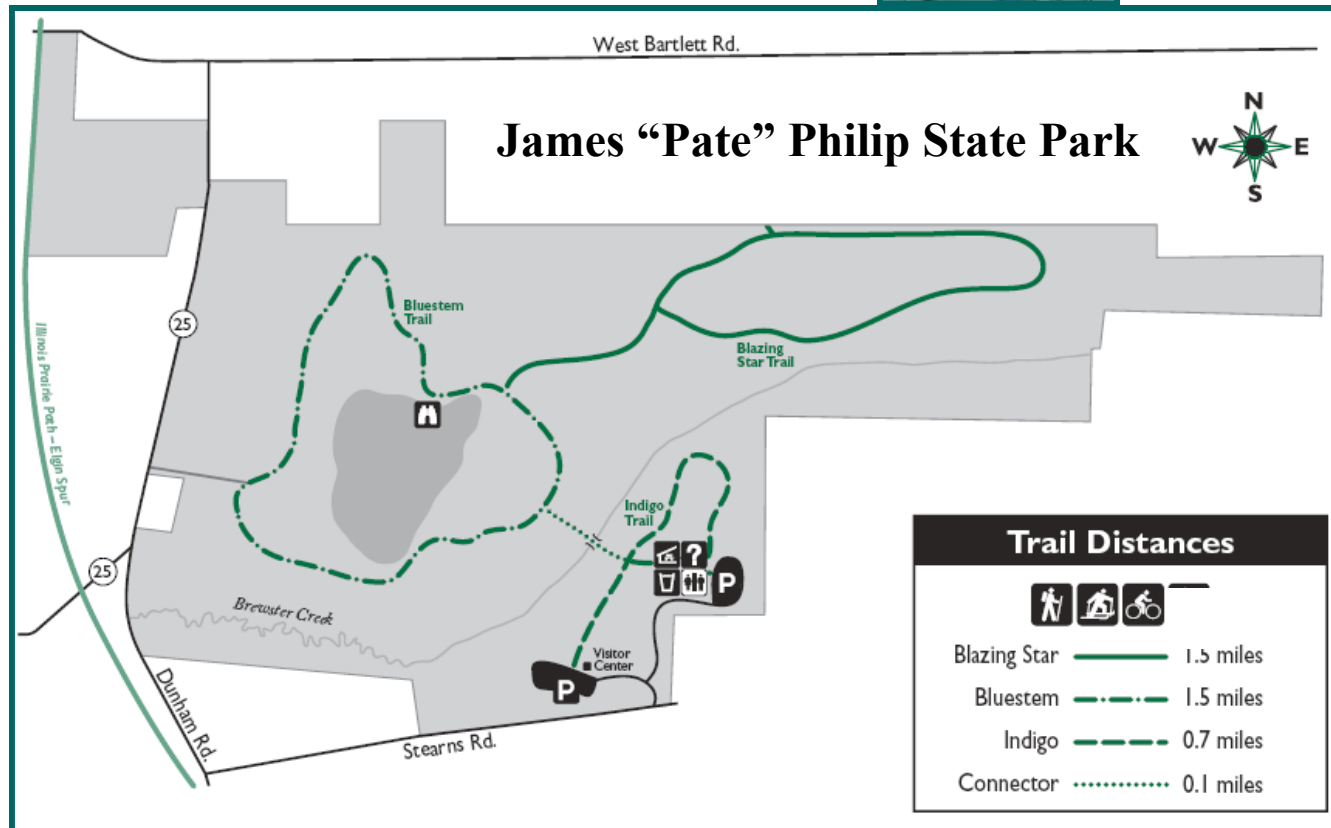 West Bartlett Rd.
James “Pate” Philip State Park
N
W
E
S
25
Bluestem
Trail
Blazing
Star Trail
Illinois Prairie Path – Elgin Spur
Indigo
Trail
?
P
25
Brewster Creek
Visitor
Center
P
Dunham Rd.
Stearns Rd.
Trail Distances
Blazing Star 1.5 miles
Bluestem 1.5 miles
Indigo 0.7 miles
Connector 0.1 miles